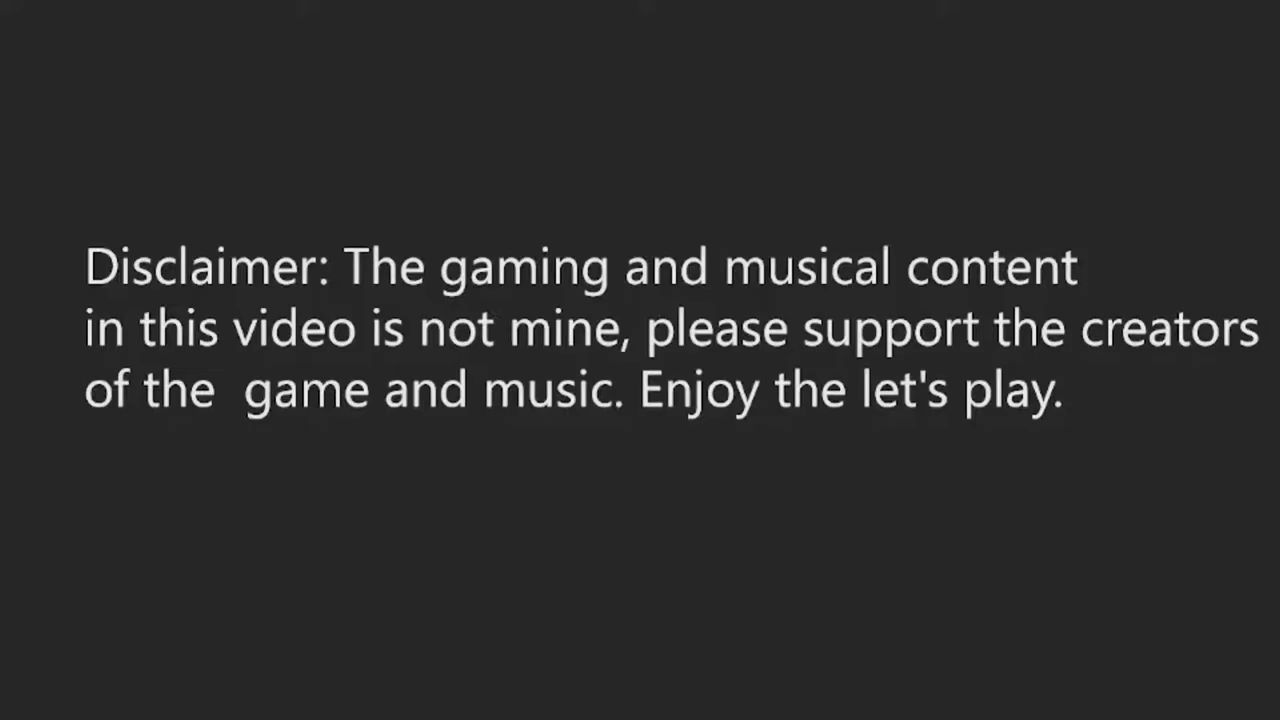 Disclaimer: The gaming and musical content
in this video is not mine, please support the creators
of the  game and music. Enjoy the let's play.